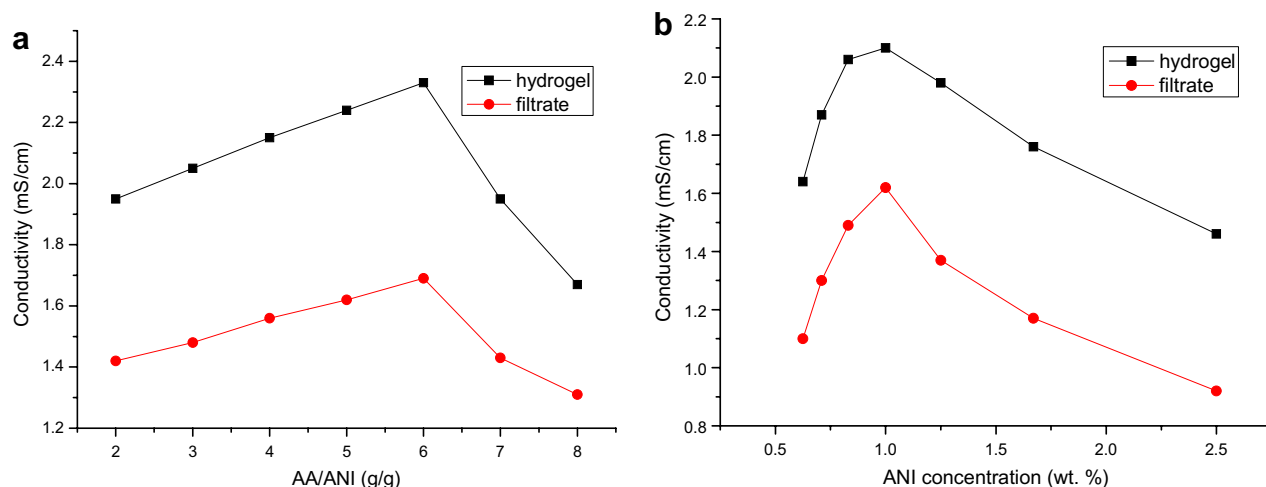 a
Conductivity (mS/cm)
2.4
2.2
2.0
1.8
1.6
1.4
1.2
hydrogel
filtrate
2 3 4 5 6 7 8
AA/ANI (g/g)
b
Conductivity (mS/cm)
2.2
2.0
1.8
1.6
1.4
1.2
1.0
0.8
hydrogel
filtrate
0.5 1.0 1.5 2.0 2.5
ANI concentration (wt. %)